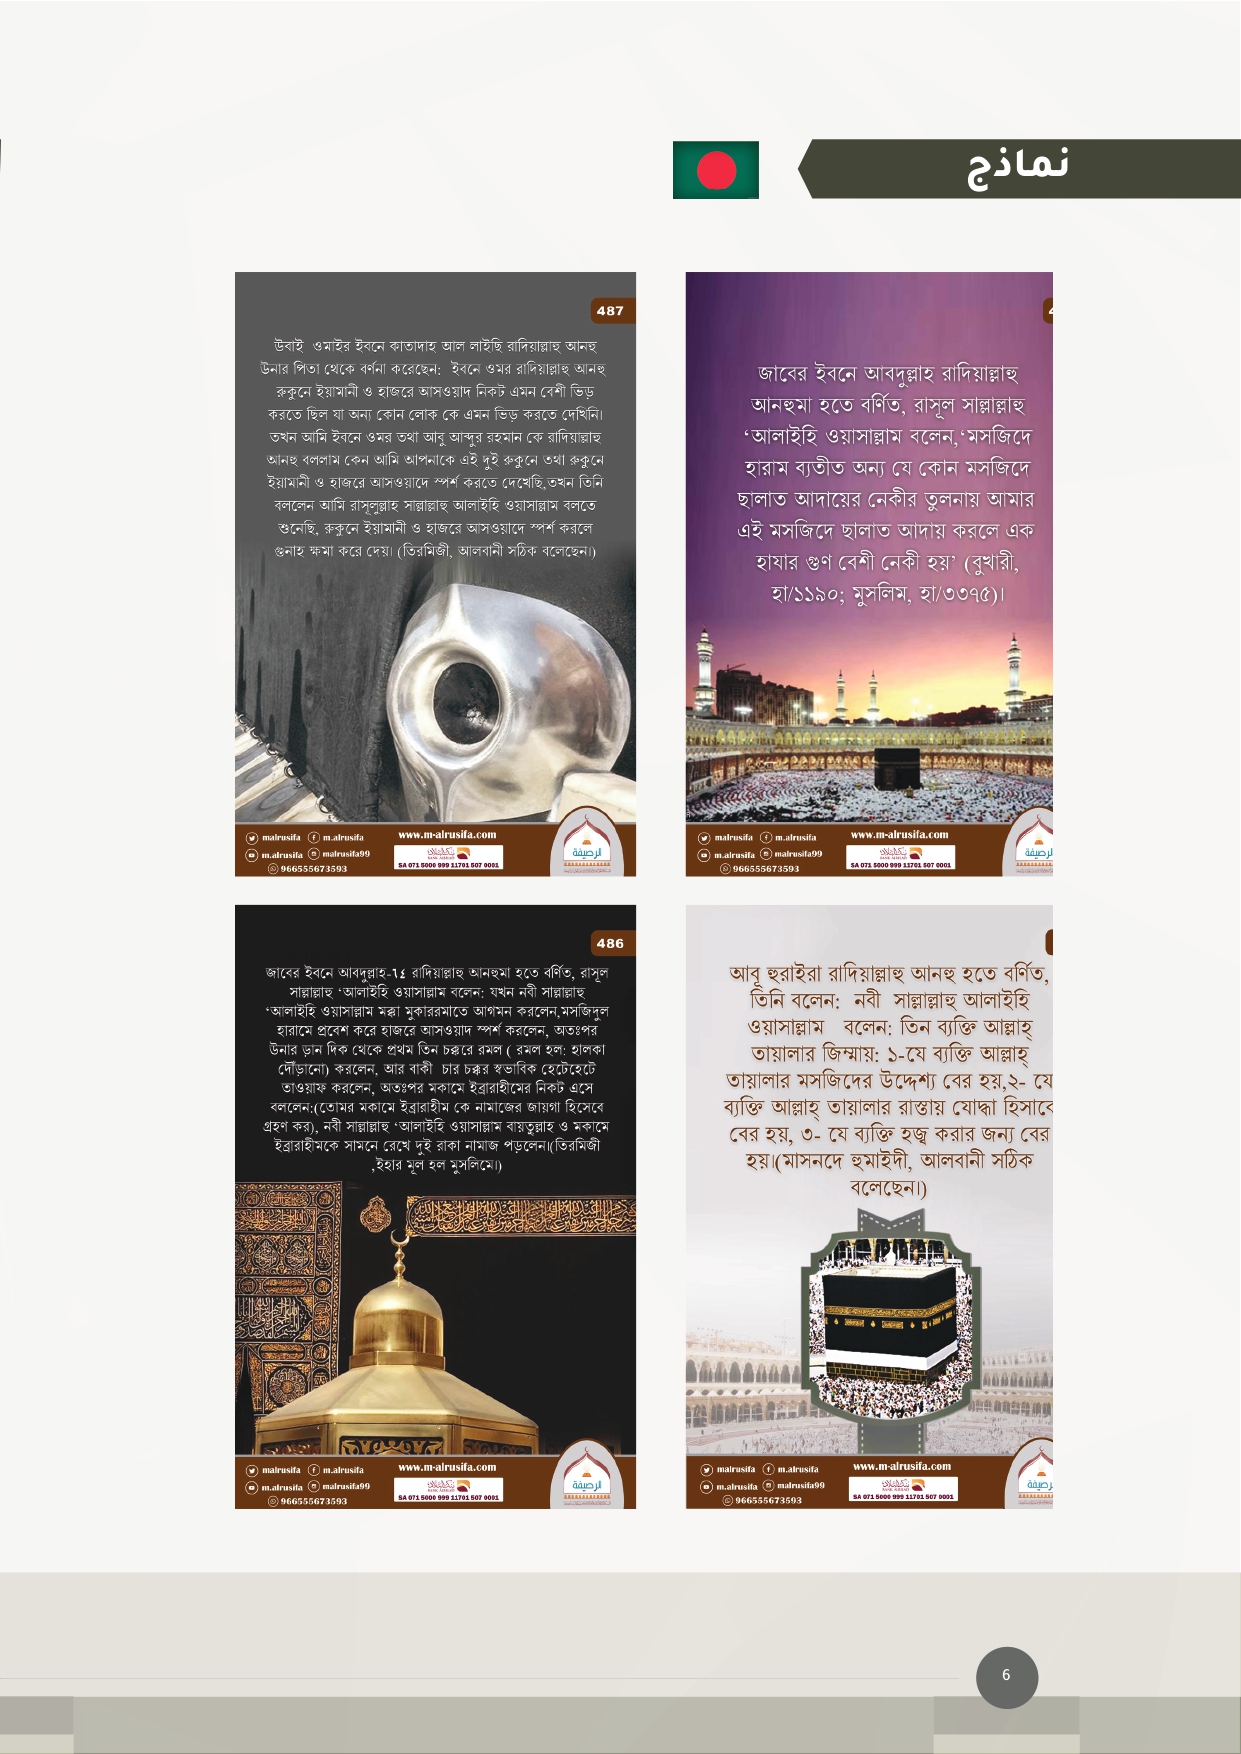 نماذج
487
উবাই ওমাইর ইবনে কাতাদাহ আল লাইছি রাদিয়াল্লাহু আনহু
উনার পিতা থেকে বর্ণনা করেছেন: ইবনে ওমর রাদিয়াল্লাহু আনহু
রুকুনে ইয়ামানী ও হাজরে আসওয়াদ নিকট এমন বেশী ভিড়
করতে ছিল যা অন্য কোন লোক কে এমন ভিড় করতে দেখিনি।
তখন আমি ইবনে ওমর তথা আবু আব্দুর রহমান কে রাদিয়াল্লাহু
আনহু বললাম কেন আমি আপনাকে এই দুই রুকুনে তথা রুকুনে
ইয়ামানী ও হাজরে আসওয়াদে স্পর্শ করতে দেখেছি,তখন তিনি
বললেন আমি রাসূলুল্লাহ সাল্লাল্লাহু আলাইহি ওয়াসাল্লাম বলতে
শুনেছি, রুকুনে ইয়ামানী ও হাজরে আসওয়াদে স্পর্শ করলে
গুনাহ ক্ষমা করে দেয়। (তিরমিজী, আলবানী সঠিক বলেছেন।)
malrusifa m.alrusifa
m.alrusifa malrusifa99
966555673593
www.m-alrusifa.com
BANK ALBILAD
SA 071 5000 999 11701 507 0001
الرصيفة
জাবের ইবনে আবদুল্লাহ রাদিয়াল্লাহু
আনহুমা হতে বর্ণিত, রাসূল সাল্লাল্লাহু
‘আলাইহি ওয়াসাল্লাম বলেন,‘মসজিদে
হারাম ব্যতীত অন্য যে কোন মসজিদে
ছালাত আদায়ের নেকীর তুলনায় আমার
এই মসজিদে ছালাত আদায় করলে এক
হাযার গুণ বেশী নেকী হয়’ (বুখারী,
হা/১১৯০; মুসলিম, হা/৩৩৭৫)।
malrusifa m.alrusifa
m.alrusifa malrusifa99
966555673593
www.m-alrusifa.com
BANK ALBILAD
SA 071 5000 999 11701 507 0001
الرصيفة
486
জাবের ইবনে আবদুল্লাহ-٦٤ রাদিয়াল্লাহু আনহুমা হতে বর্ণিত, রাসূল
সাল্লাল্লাহু ‘আলাইহি ওয়াসাল্লাম বলেন: যখন নবী সাল্লাল্লাহু
‘আলাইহি ওয়াসাল্লাম মক্কা মুকাররমাতে আগমন করলেন,মসজিদুল
হারামে প্রবেশ করে হাজরে আসওয়াদ স্পর্শ করলেন, অতঃপর
উনার ড়ান দিক থেকে প্রথম তিন চক্করে রমল ( রমল হল: হালকা
দৌঁড়ানো) করলেন, আর বাকী চার চক্কর স্বভাবিক হেটেহেটে
তাওয়াফ করলেন, অতঃপর মকামে ইব্রারাহীমের নিকট এসে
বললেন:(তোমর মকামে ইব্রারাহীম কে নামাজের জায়গা হিসেবে
গ্রহণ কর), নবী সাল্লাল্লাহু ‘আলাইহি ওয়াসাল্লাম বায়তুল্লাহ ও মকামে
ইব্রারাহীমকে সামনে রেখে দুই রাকা নামাজ পড়লেন।(তিরমিজী
,ইহার মূল হল মুসলিমে।)
malrusifa m.alrusifa
m.alrusifa malrusifa99
966555673593
www.m-alrusifa.com
BANK ALBILAD
SA 071 5000 999 11701 507 0001
الرصيفة
আবূ হুরাইরা রাদিয়াল্লাহু আনহু হতে বর্ণিত,
তিনি বলেন: নবী সাল্লাল্লাহু আলাইহি
ওয়াসাল্লাম বলেন: তিন ব্যক্তি আল্লাহ্
তায়ালার জিম্মায়: ১-যে ব্যক্তি আল্লাহ্
তায়ালার মসজিদের উদ্দেশ্য বের হয়,২- যে
ব্যক্তি আল্লাহ্ তায়ালার রাস্তায় যোদ্ধা হিসাবে
বের হয়, ৩- যে ব্যক্তি হজ্ব করার জন্য বের
হয়।(মাসনদে হুমাইদী, আলবানী সঠিক
বলেছেন।)
malrusifa m.alrusifa
m.alrusifa malrusifa99
966555673593
www.m-alrusifa.com
BANK ALBILAD
SA 071 5000 999 11701 507 0001
الرصيفة
6